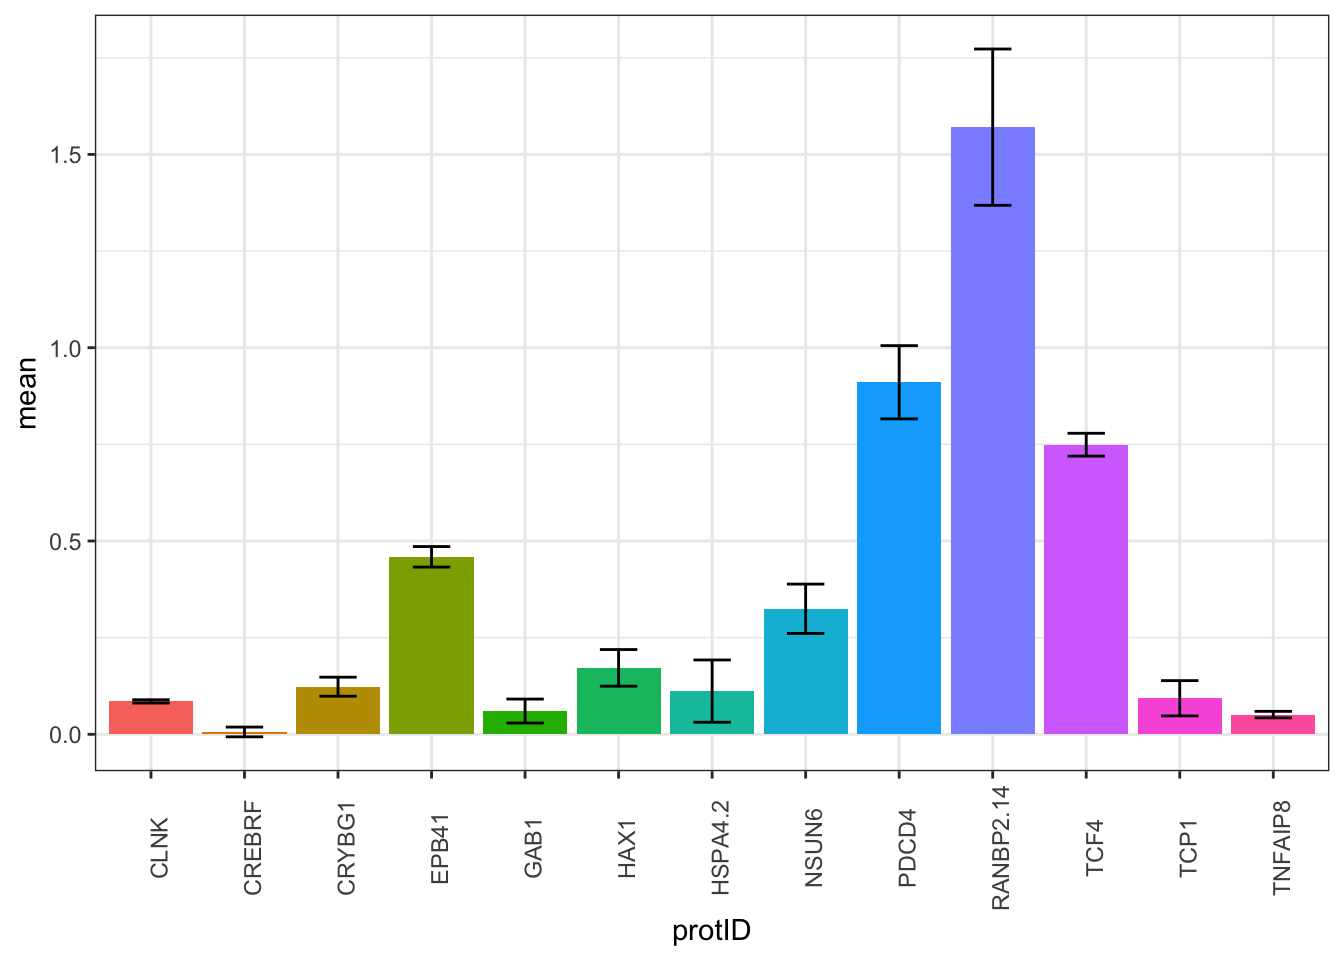 mean
1.5
1.0
0.5
0.0
CLNK
CREBRF
CRYBG1
EPB41
GAB1
HAX1
HSPA4.2
NSUN6
PDCD4
RANBP2.14
TCF4
TCP1
TNFAIP8
protID